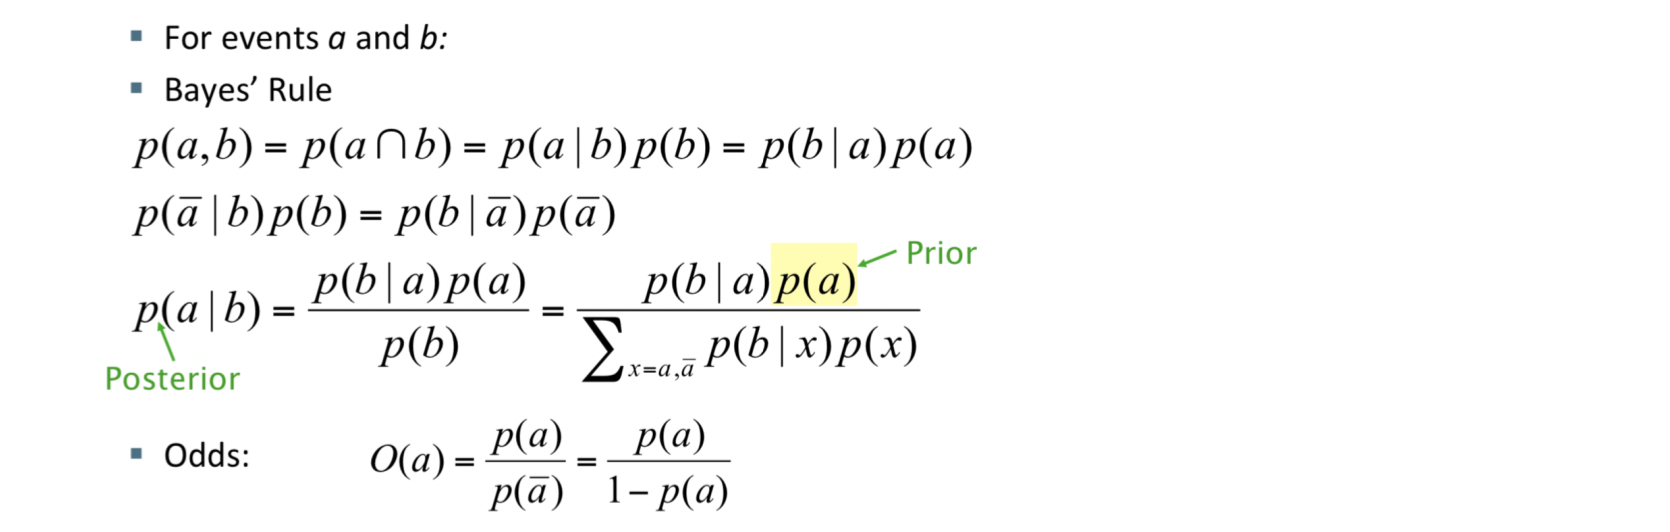 ▪ For events a and b:
▪ Bayes’ Rule
p(a,b) = p(a ∩ b) = p(a | b)p(b) = p(b | a)p(a)
p(a̅ | b)p(b) = p(b | a̅)p(a̅)
Prior
p(a | b) = p(b | a)p(a) / p(b) = p(b | a)p(a) / ∑x=a,a̅ p(b | x)p(x)
Posterior
▪ Odds: O(a) = p(a) / p(a̅) = p(a) / 1 − p(a)